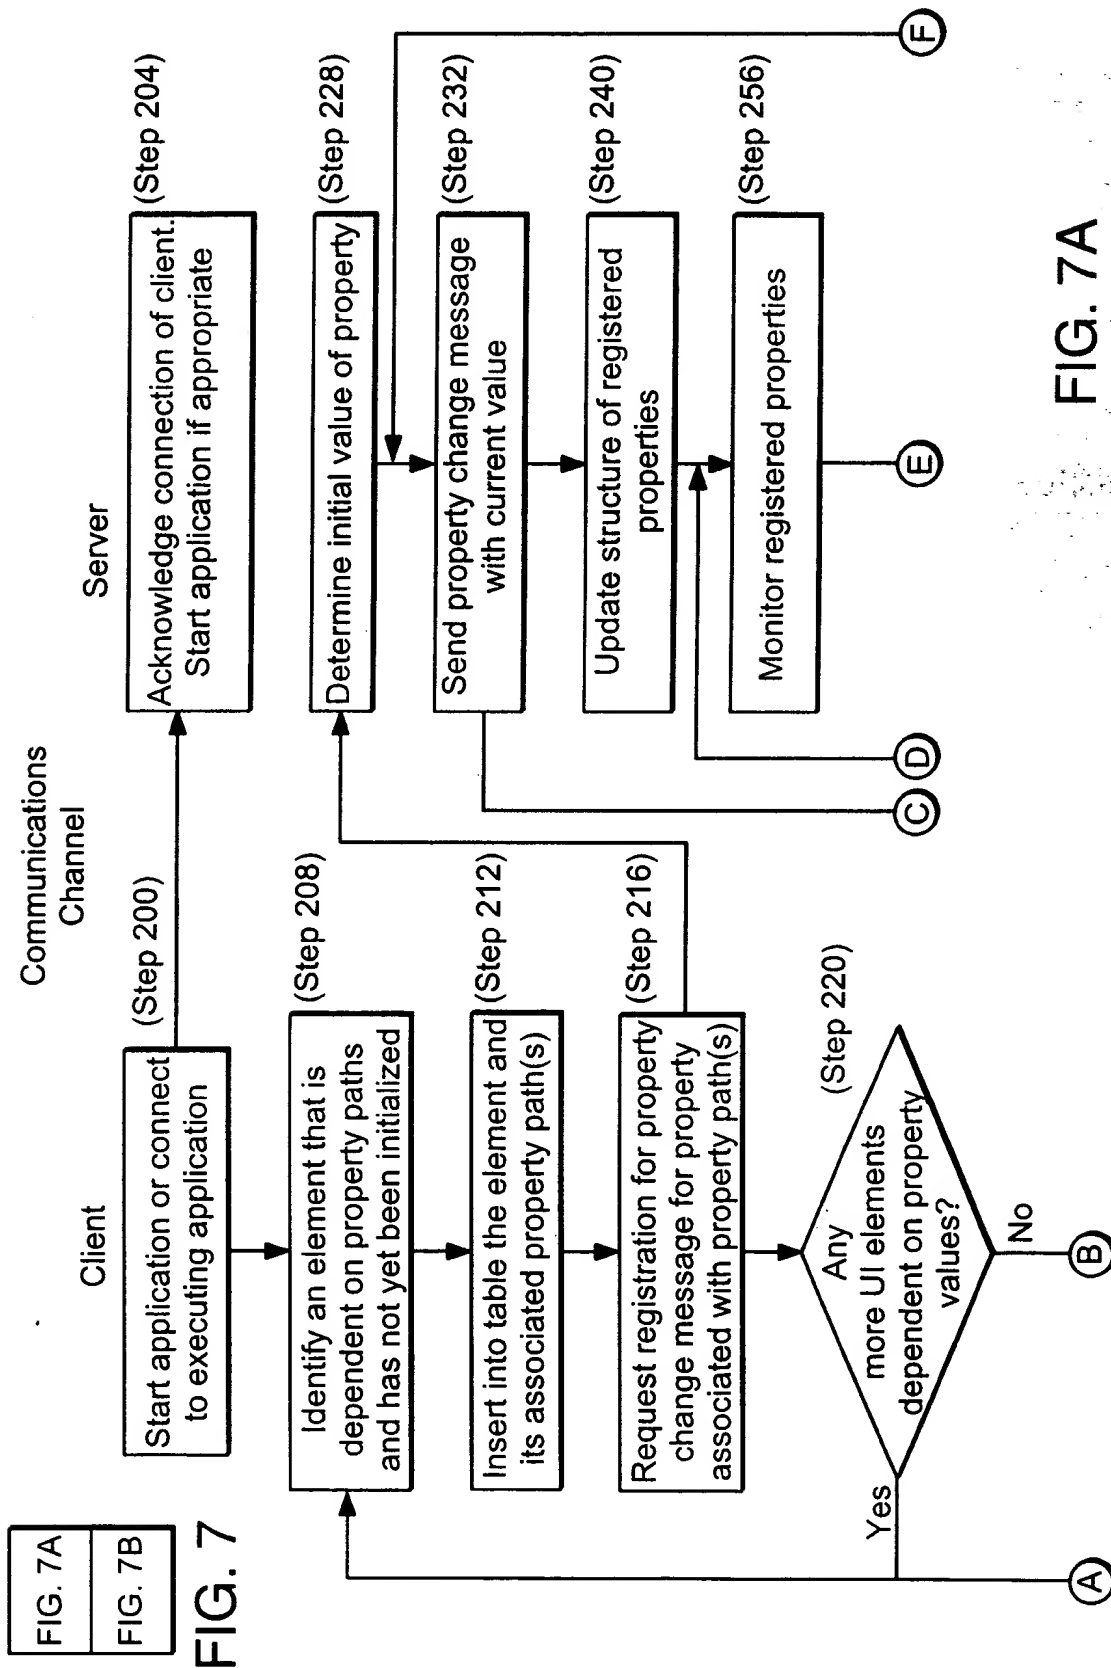 FIG. 7A
FIG. 7B
FIG. 7
Communications
Channel
Client
Server
Start application or connect
to executing application
(Step 200)
Acknowledge connection of client.
Start application if appropriate
(Step 204)
Identify an element that is
dependent on property paths
and has not yet been initialized
(Step 208)
Determine initial value of property
(Step 228)
Insert into table the element and
its associated property path(s)
(Step 212)
Send property change message
with current value
(Step 232)
Request registration for property
change message for property
associated with property path(s)
(Step 216)
Update structure of registered
properties
(Step 240)
Any
more UI elements
dependent on property
values?
(Step 220)
Yes
No
Monitor registered properties
(Step 256)
A
B
C
D
E
F
FIG. 7A